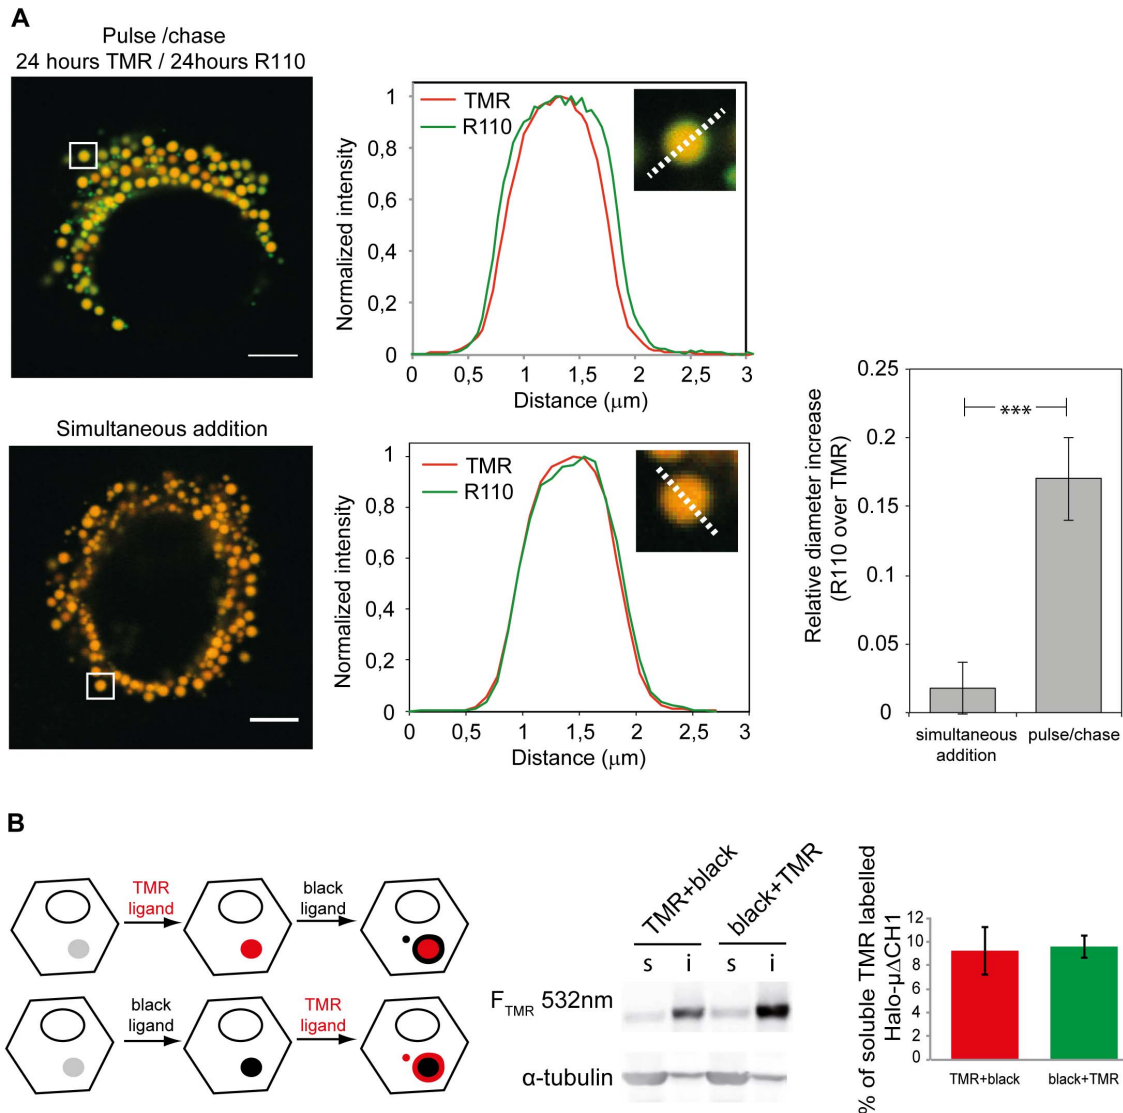 A
Pulse /chase
24 hours TMR / 24hours R110
TMR
R110
Normalized intensity
1
0,8
0,6
0,4
0,2
0
0
0,5
1
1,5
2
2,5
3
Distance (μm)
Simultaneous addition
TMR
R110
Normalized intensity
1
0,8
0,6
0,4
0,2
0
0
1
1,5
2
2,5
3
Distance (μm)
Relative diameter increase
(R110 over TMR)
0.25
0.2
0.15
0.1
0.05
0
***
simultaneous
addition
pulse/chase
B
TMR
ligand
black
ligand
black
ligand
TMR
ligand
TMR+black
black+TMR
s
i
s
i
FTMR 532nm
α-tubulin
% of soluble TMR labelled
Halo-μΔCH1
12
10
8
6
4
2
0
TMR+black
black+TMR